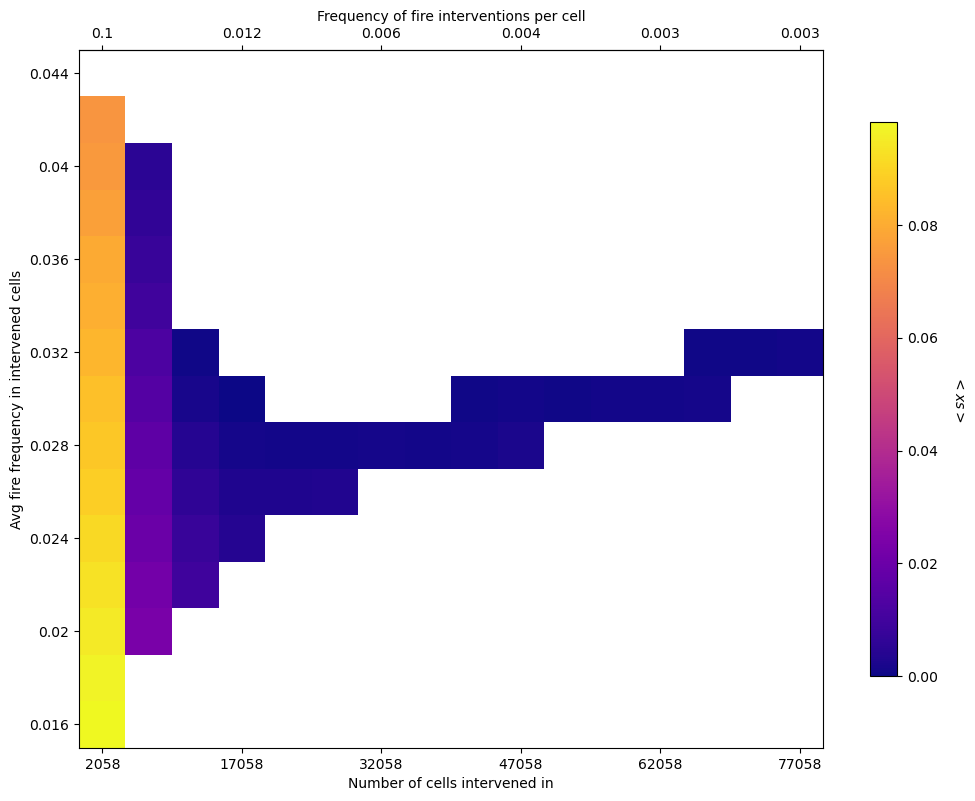 Frequency of fire interventions per cell
0.1 0.012 0.006 0.004 0.003 0.003
0.044
0.04
0.036
0.032
0.028
0.024
0.02
0.016
Avg fire frequency in intervened cells
2058 17058 32058 47058 62058 77058
Number of cells intervened in
0.08
0.06
0.04
0.02
0.00
< sx >